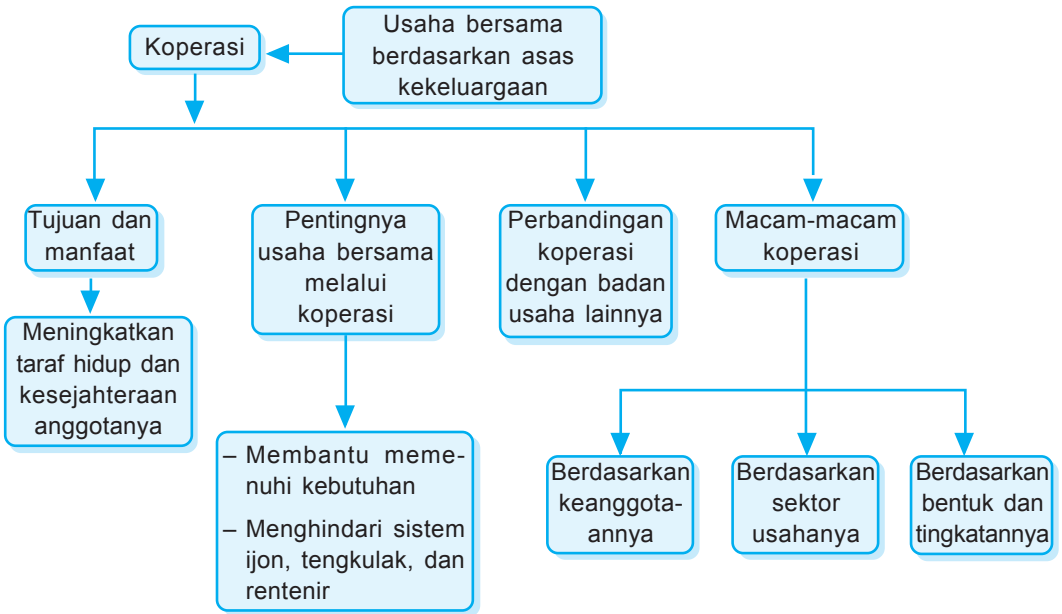 Koperasi
Usaha bersama
berdasarkan asas
kekeluargaan
Tujuan dan
manfaat
Pentingnya
usaha bersama
melalui
koperasi
Perbandingan
koperasi
dengan badan
usaha lainnya
Macam-macam
koperasi
Meningkatkan
taraf hidup dan
kesejahteraan
anggotanya
– Membantu meme-
nuhi kebutuhan
– Menghindari sistem
ijon, tengkulak, dan
rentenir
Berdasarkan
keanggota-
annya
Berdasarkan
sektor
usahanya
Berdasarkan
bentuk dan
tingkatannya